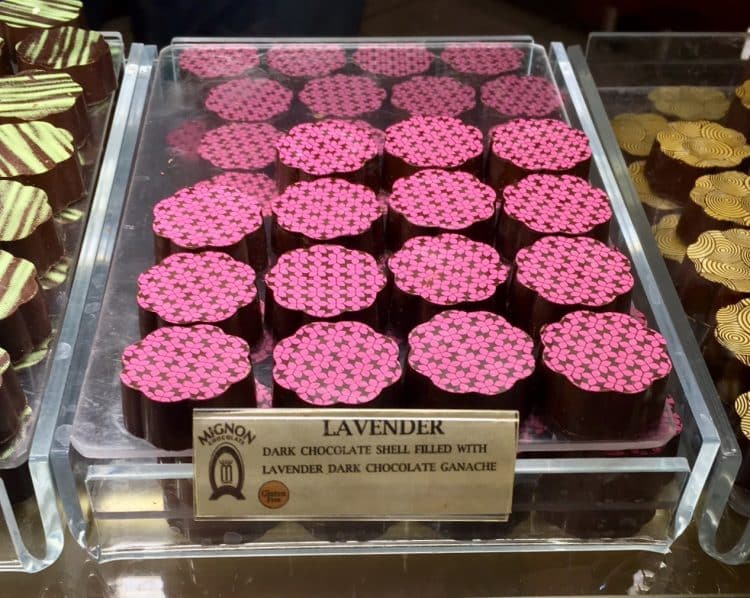 MIGNON
CHOCOLATE
LAVENDER
DARK CHOCOLATE SHELL FILLED WITH
LAVENDER DARK CHOCOLATE GANACHE
Gluten
Free